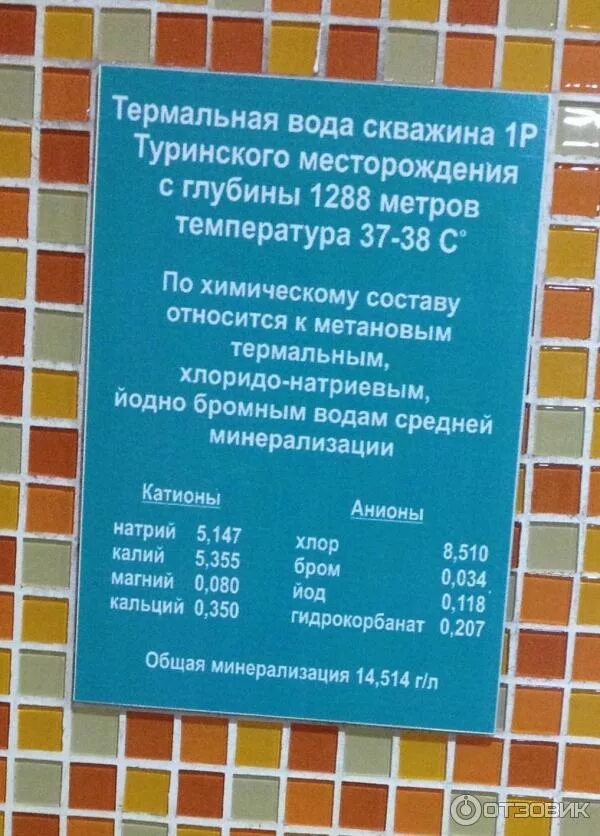 Термальная вода скважина 1Р
Туринского месторождения
с глубины 1288 метров
температура 37-38 С°
По химическому составу
относится к метановым
термальным,
хлоридо-натриевым,
йодно бромным водам средней
минерализации
Катионы
натрий 5,147
калий 5,355
магний 0,080
кальций 0,350
Анионы
хлор 8,510
бром 0,034
йод 0,118
гидрокорбанат 0,207
Общая минерализация 14,514 г/л
ОТЗОВИК